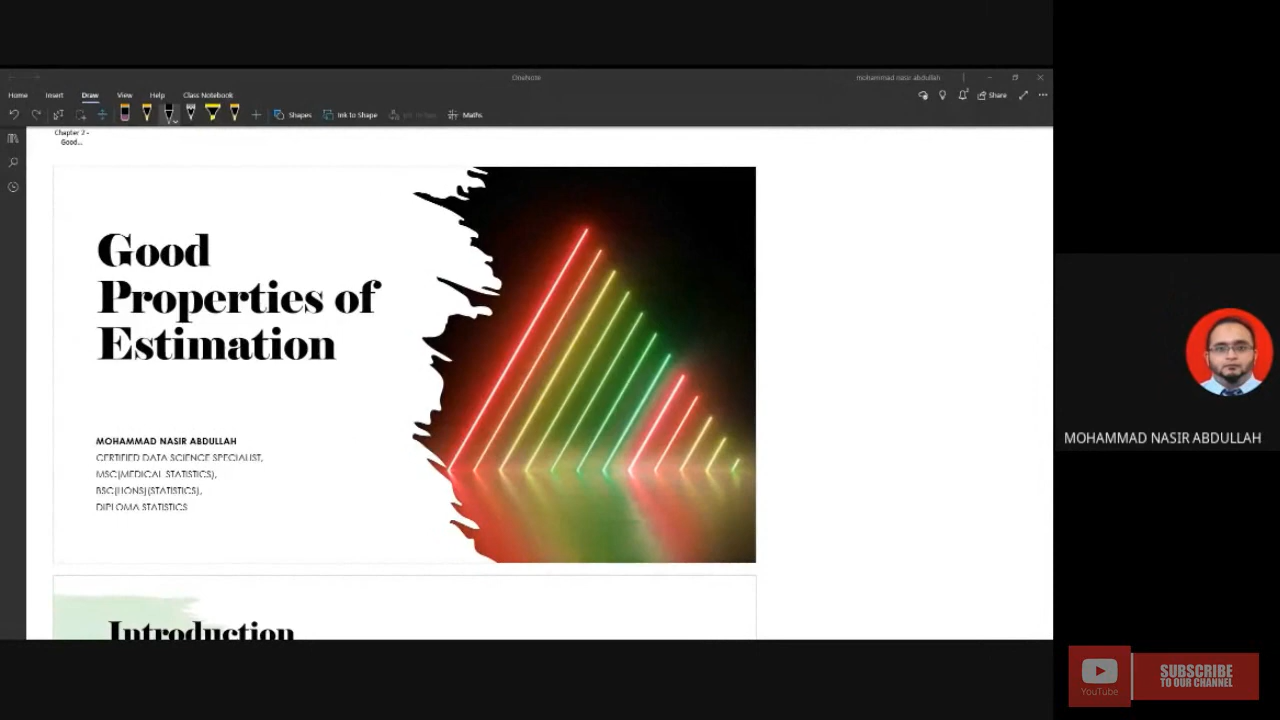 OneNote
mohammad nasir abdullah
Home Insert Draw View Help Class Notebook
Share
Shapes
Ink to Shape
Maths
Chapter 2 -
Good...
Good
Properties of
Estimation
MOHAMMAD NASIR ABDULLAH
CERTIFIED DATA SCIENCE SPECIALIST,
MSC(MEDICAL STATISTICS),
BSC(HONS)(STATISTICS),
DIPLOMA STATISTICS
Introduction
MOHAMMAD NASIR ABDULLAH
YouTube
SUBSCRIBE
TO OUR CHANNEL